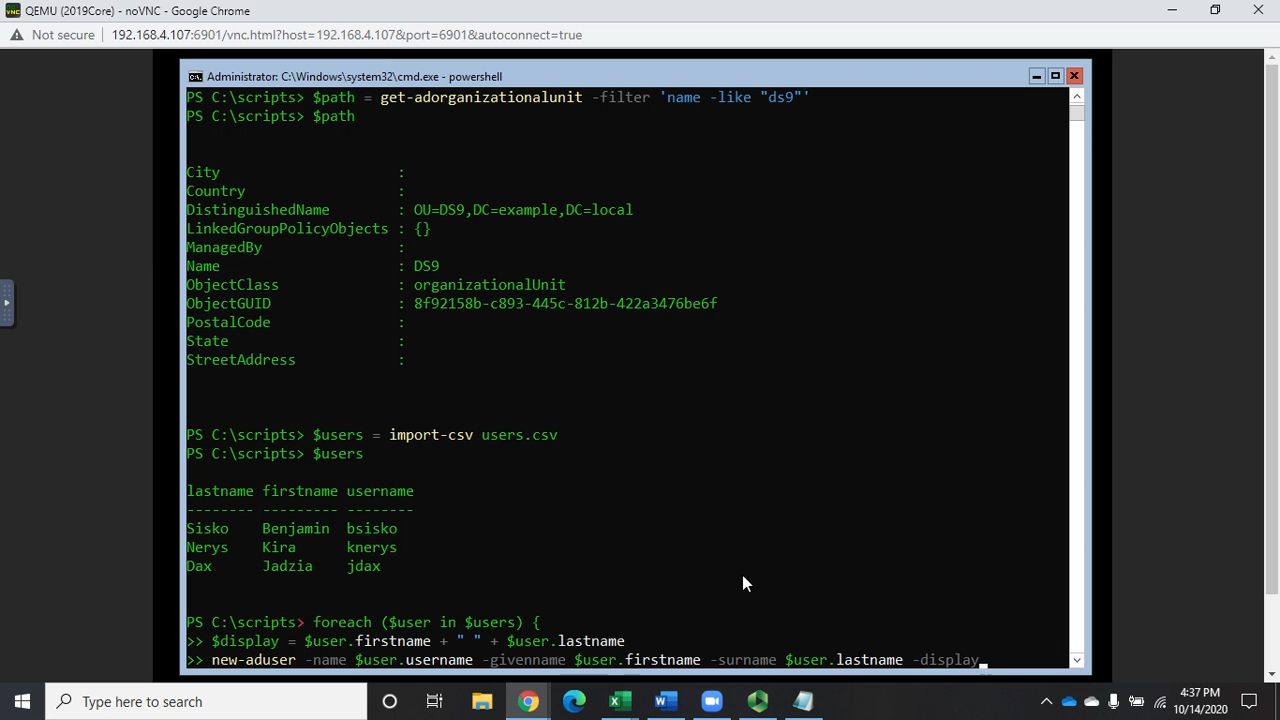 QEMU (2019Core) - noVNC - Google Chrome
Not secure 192.168.4.107:6901/vnc.html?host=192.168.4.107&port=6901&autoconnect=true
Administrator: C:\Windows\system32\cmd.exe - powershell
PS C:\scripts> $path = get-adorganizationalunit -filter 'name -like "ds9"'
PS C:\scripts> $path
City :
Country :
DistinguishedName : OU=DS9,DC=example,DC=local
LinkedGroupPolicyObjects : {}
ManagedBy :
Name : DS9
ObjectClass : organizationalUnit
ObjectGUID : 8f92158b-c893-445c-812b-422a3476be6f
PostalCode :
State :
StreetAddress :
PS C:\scripts> $users = import-csv users.csv
PS C:\scripts> $users
lastname firstname username
-------- --------- --------
Sisko Benjamin bsisko
Nerys Kira knerys
Dax Jadzia jdax
PS C:\scripts> foreach ($user in $users) {
>> $display = $user.firstname + " " + $user.lastname
>> new-aduser -name $user.username -givenname $user.firstname -surname $user.lastname -display_
Type here to search
4:37 PM
10/14/2020